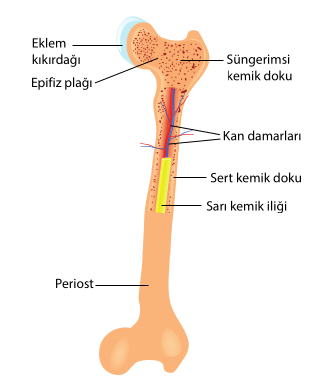 Eklem
kıkırdağı
Epifiz plağı
Süngerimsi
kemik doku
Kan damarları
Sert kemik doku
Sarı kemik iliği
Periost